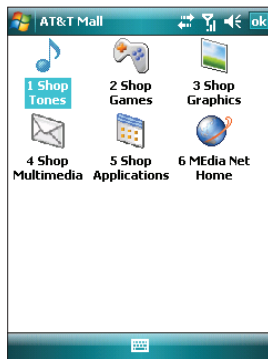 AT&T Mall
ok
1 Shop
Tones
2 Shop
Games
3 Shop
Graphics
4 Shop
Multimedia
5 Shop
Applications
6 MEdia Net
Home